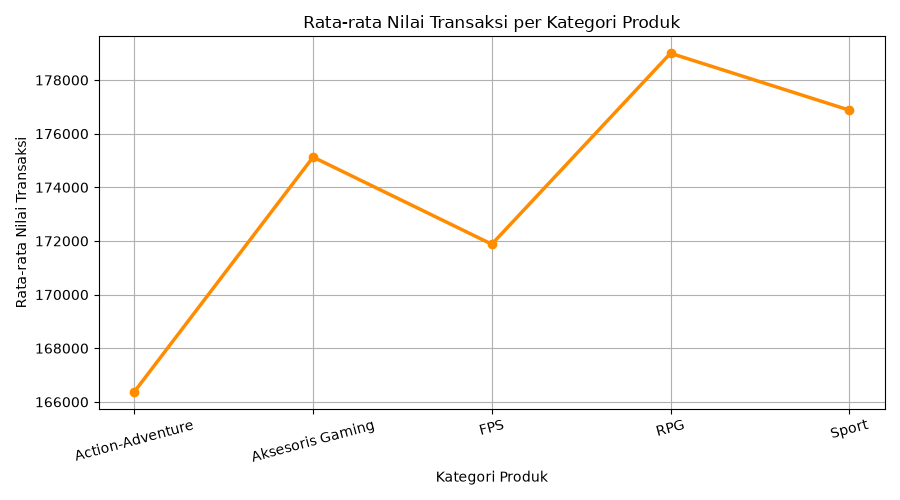 Rata-rata Nilai Transaksi per Kategori Produk
178000
176000
174000
172000
170000
168000
166000
Rata-rata Nilai Transaksi
Action-Adventure
Aksesoris Gaming
FPS
RPG
Sport
Kategori Produk